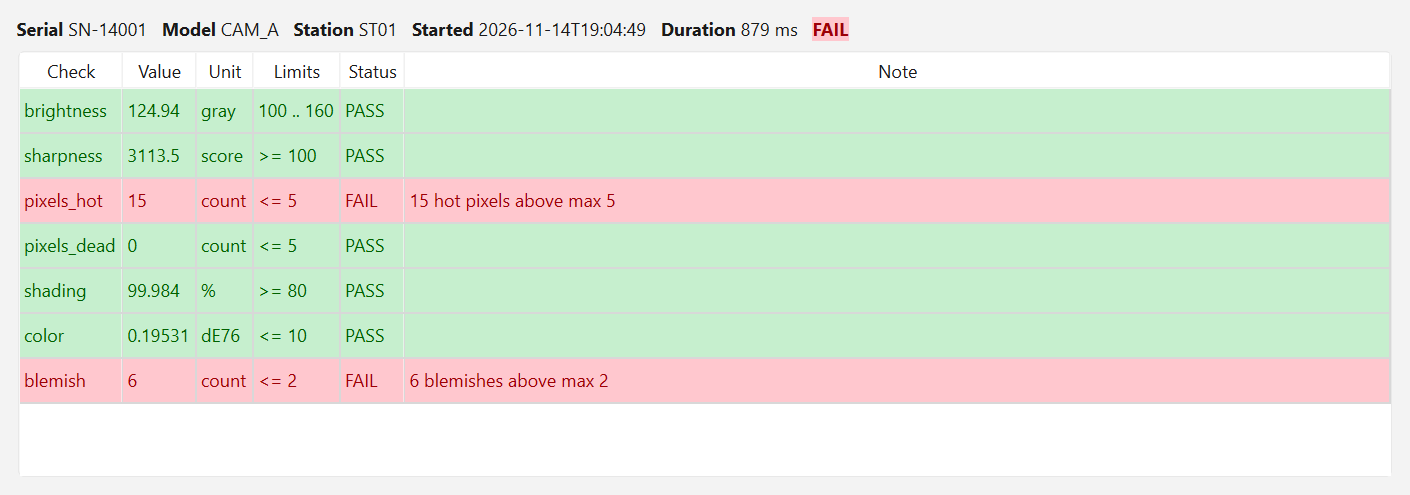 Serial SN-14001 Model CAM_A Station ST01 Started 2026-11-14T19:04:49 Duration 879 ms FAIL
Check Value Unit Limits Status Note
brightness 124.94 gray 100 .. 160 PASS
sharpness 3113.5 score >= 100 PASS
pixels_hot 15 count <= 5 FAIL 15 hot pixels above max 5
pixels_dead 0 count <= 5 PASS
shading 99.984 % >= 80 PASS
color 0.19531 dE76 <= 10 PASS
blemish 6 count <= 2 FAIL 6 blemishes above max 2